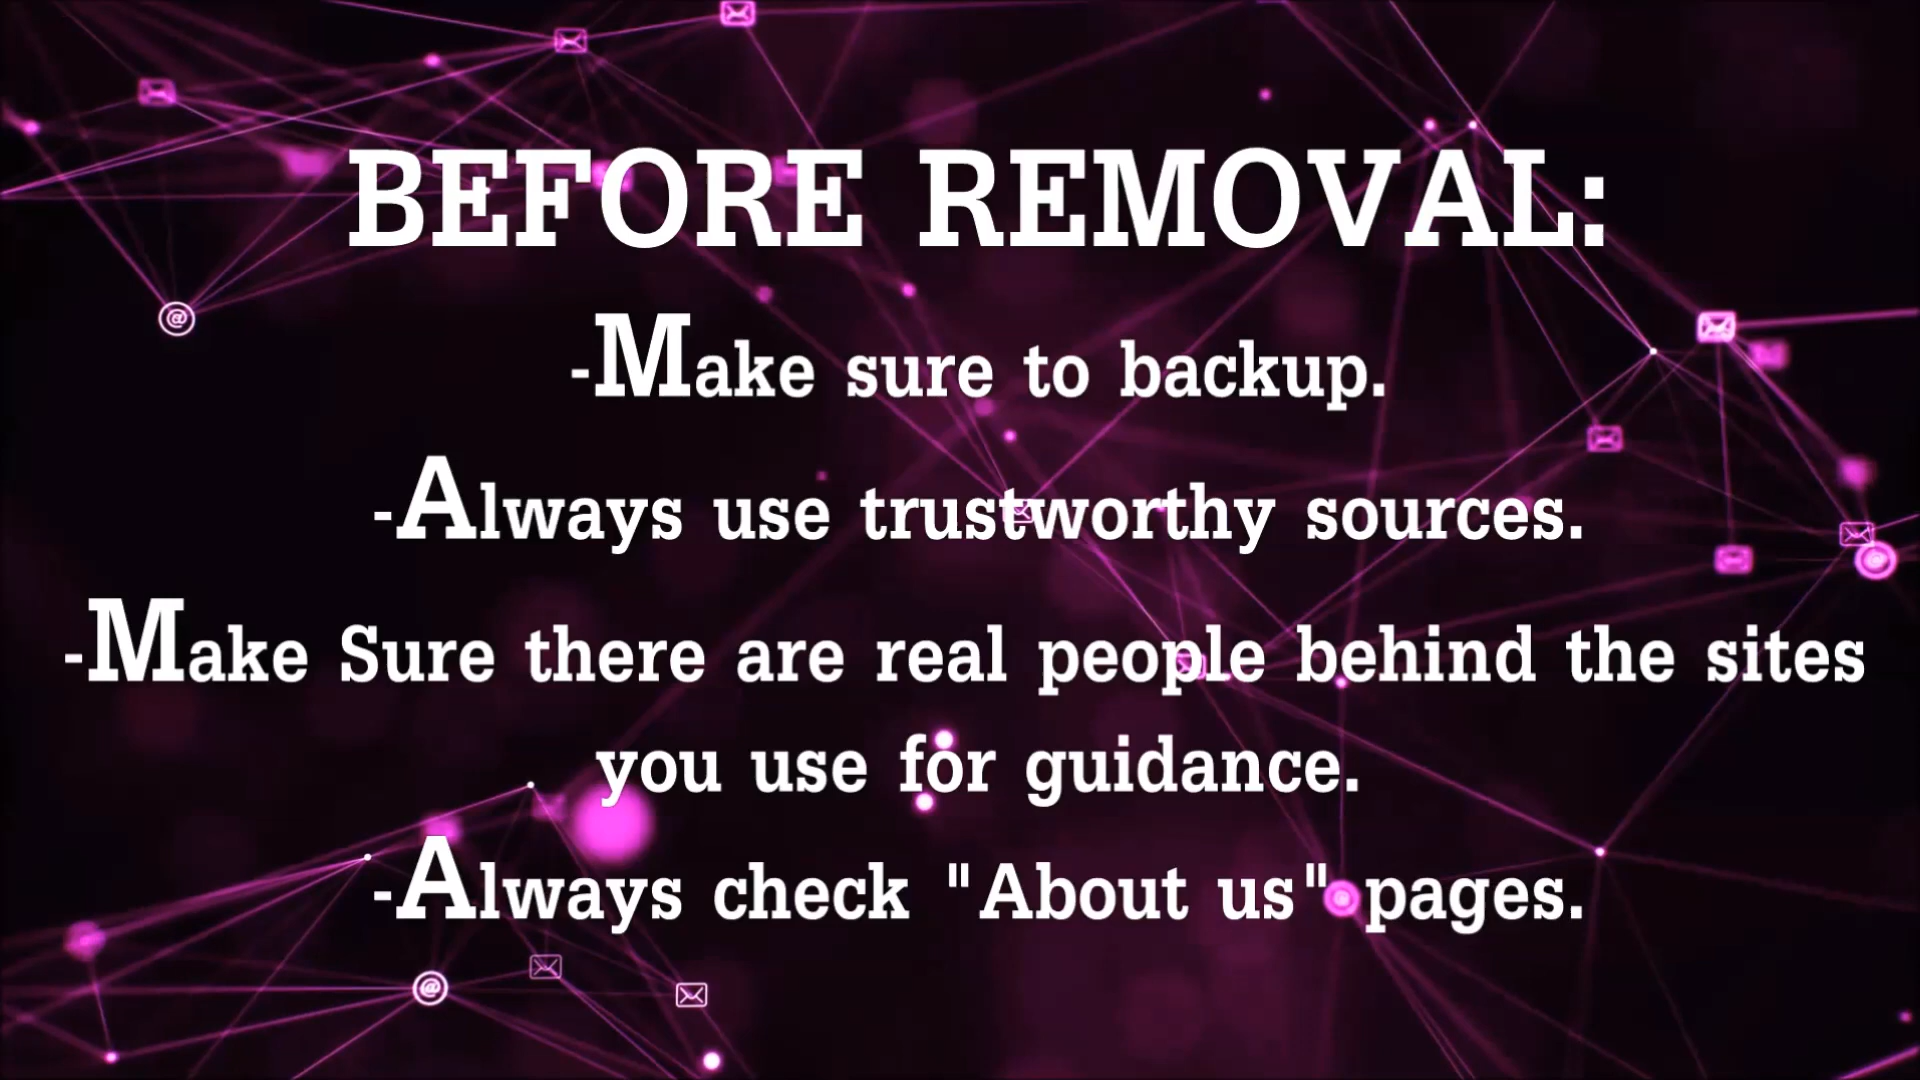 BEFORE REMOVAL:
-Make sure to backup.
-Always use trustworthy sources.
-Make Sure there are real people behind the sites
you use for guidance.
-Always check "About us" pages.